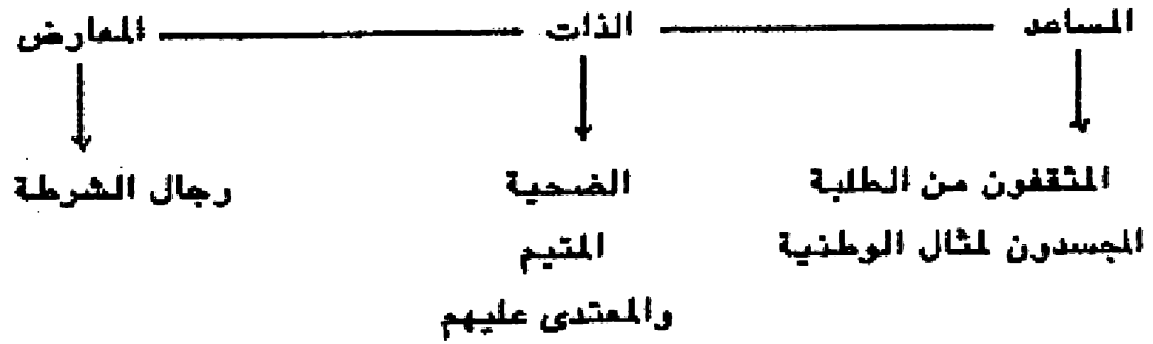 المساعد الذات المعارض
المثقفون من الطلبة الضحية رجال الشرطة
المجسدون لمثال الوطنية المتيم
والمعتدى عليهم